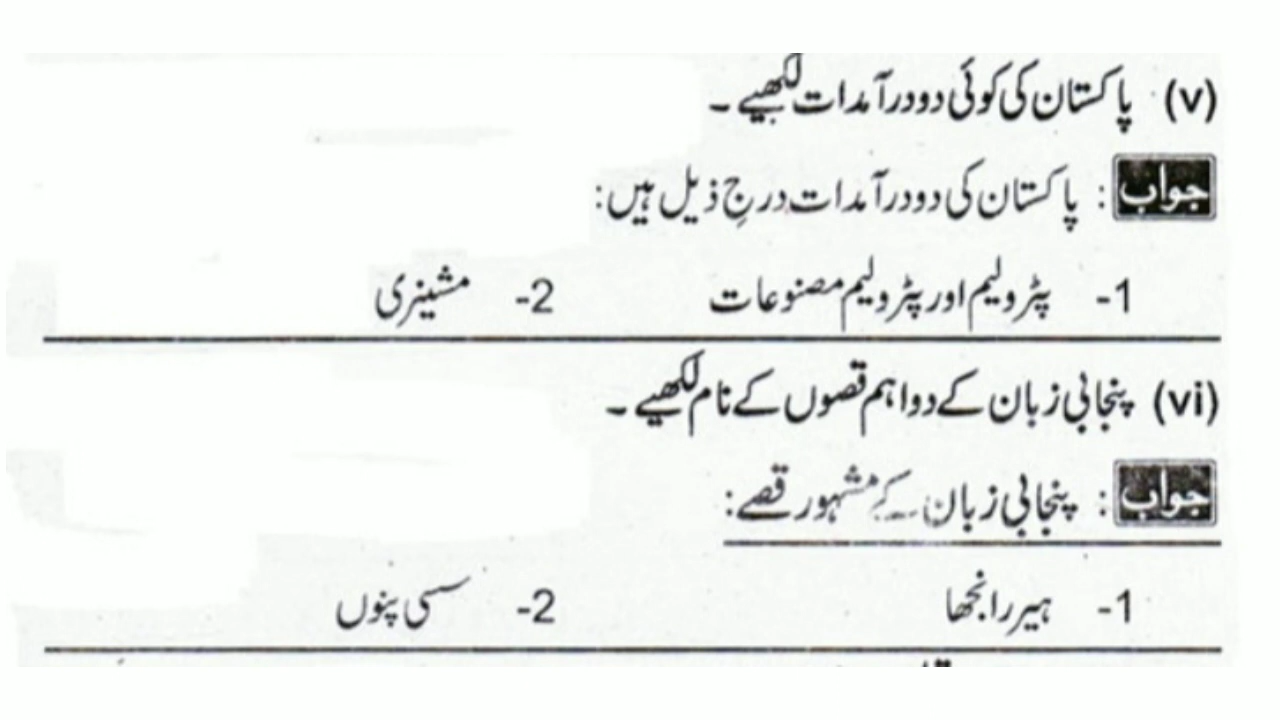 (v) پاکستان کی کوئی دو درآمدات لکھیے ۔
جواب : پاکستان کی دو درآمدات درجِ ذیل ہیں:
1- پٹرولیم اور پٹرولیم مصنوعات 2- مشینری
(vi) پنجابی زبان کے دو اہم قصوں کے نام لکھیے ۔
جواب : پنجابی زبان کے مشہور قصے:
1- ہیر رانجھا 2- سسی پنوں